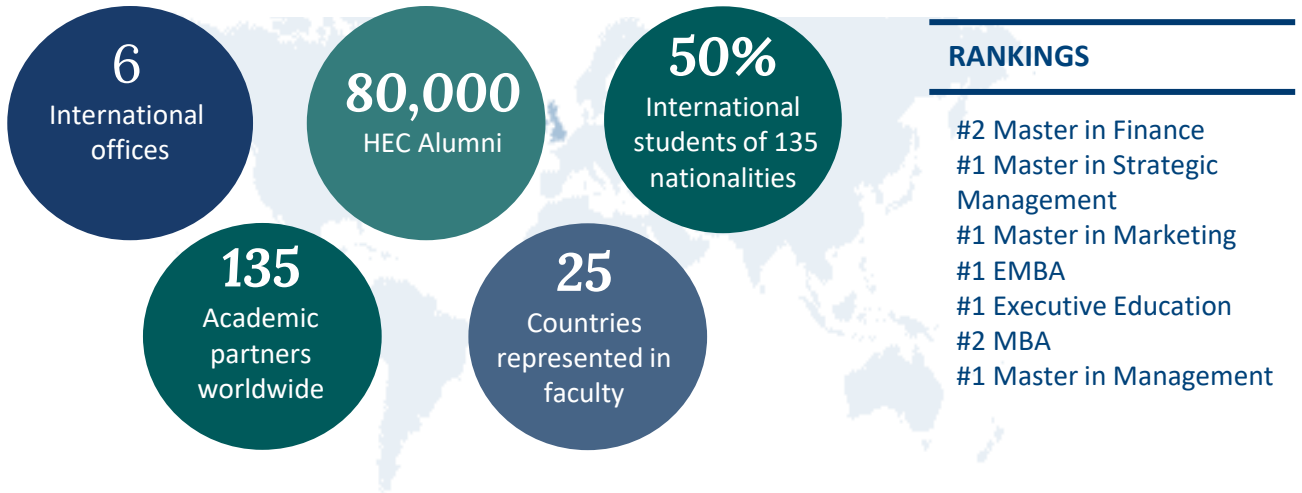 6
International
offices
80,000
HEC Alumni
50%
International
students of 135
nationalities
135
Academic
partners
worldwide
25
Countries
represented in
faculty
RANKINGS
#2 Master in Finance
#1 Master in Strategic
Management
#1 Master in Marketing
#1 EMBA
#1 Executive Education
#2 MBA
#1 Master in Management